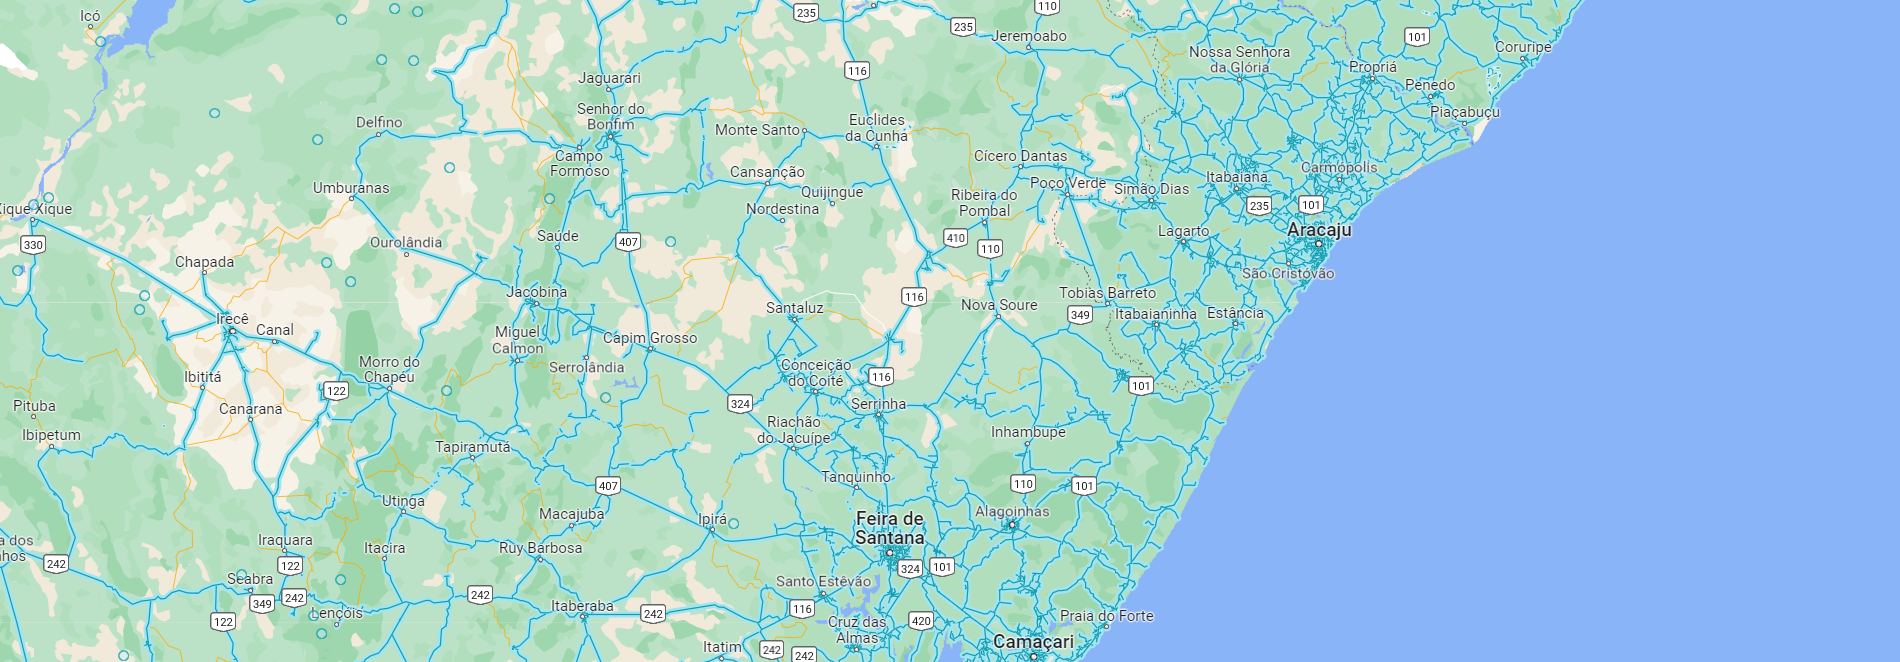 Icó
235
110
235
101
Jeremoabo
Coruripe
Nossa Senhora
da Glória
116
Propriá
Jaguarari
Penedo
Senhor do
Bonfim
Piaçabuçu
Delfino
Monte Santo
Euclides
da Cunha
Campo
Formoso
Cícero Dantas
Carmópolis
Cansanção
Itabaiana
Umburanas
Quijingue
Poço Verde
Simão Dias
Ribeira do
Pombal
Nordestina
235
101
Xique Xique
Lagarto
Aracaju
Saúde
407
410
110
330
Ourolândia
Chapada
São Cristóvão
Jacobina
116
Tobias Barreto
Nova Soure
Santaluz
349
Itabaianinha
Estância
Irecê
Canal
Miguel
Calmon
Capim Grosso
Morro do
Chapéu
Serrolândia
Conceição
do Coité
116
Ibititá
122
101
Pituba
Canarana
324
Serrinha
Ibipetum
Riachão
do Jacuípe
Inhambupe
Tapiramutá
Tanquinho
407
110
101
Utinga
Macajuba
Ipirá
Feira de
Santana
Alagoinhas
Iraquara
Itacira
Ruy Barbosa
a dos
nhos
242
122
324
101
Seabra
Santo Estêvão
349
242
242
Itaberaba
242
116
122
Lençóis
Cruz das
Almas
420
Praia do Forte
Itatim
242
242
Camaçari